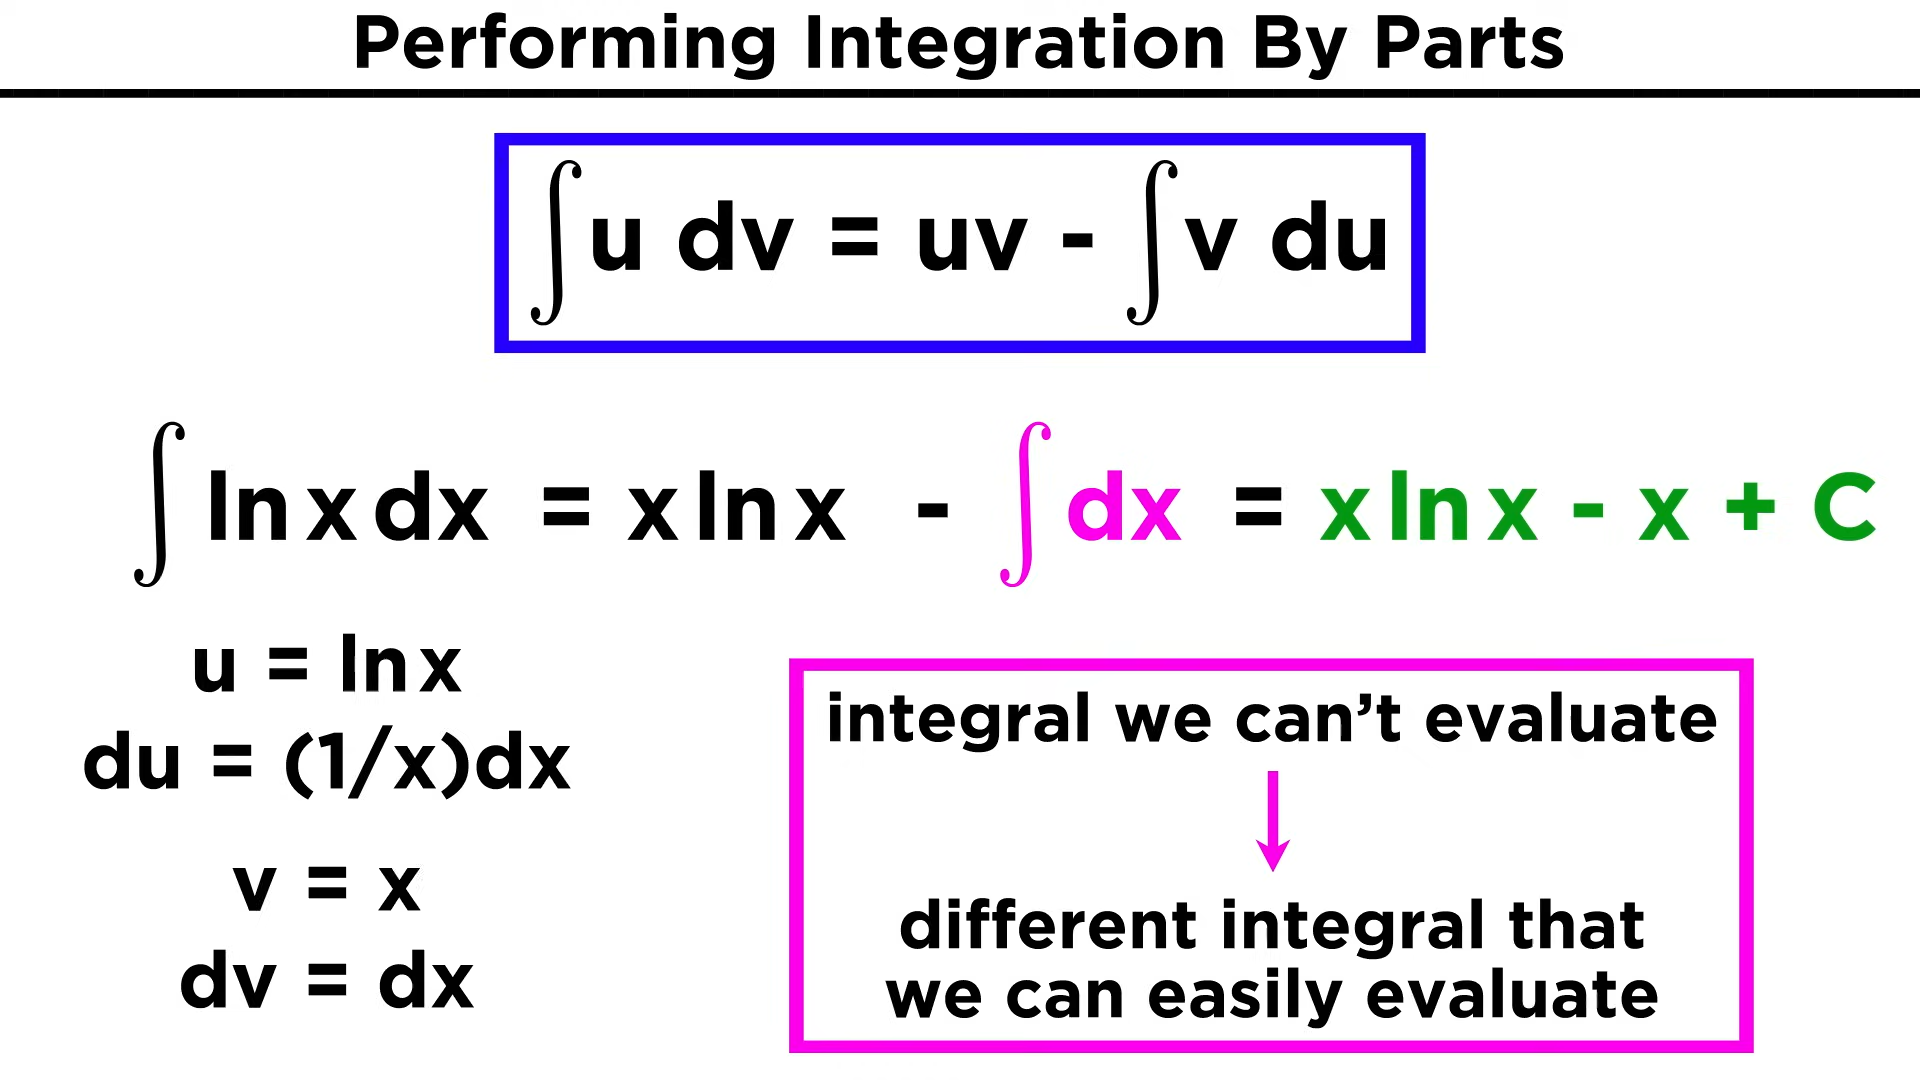 Performing Integration By Parts
∫u dv = uv - ∫v du
∫ ln x dx = x ln x - ∫ dx = x ln x - x + C
u = ln x
du = (1/x)dx
v = x
dv = dx
integral we can’t evaluate
↓
different integral that
we can easily evaluate